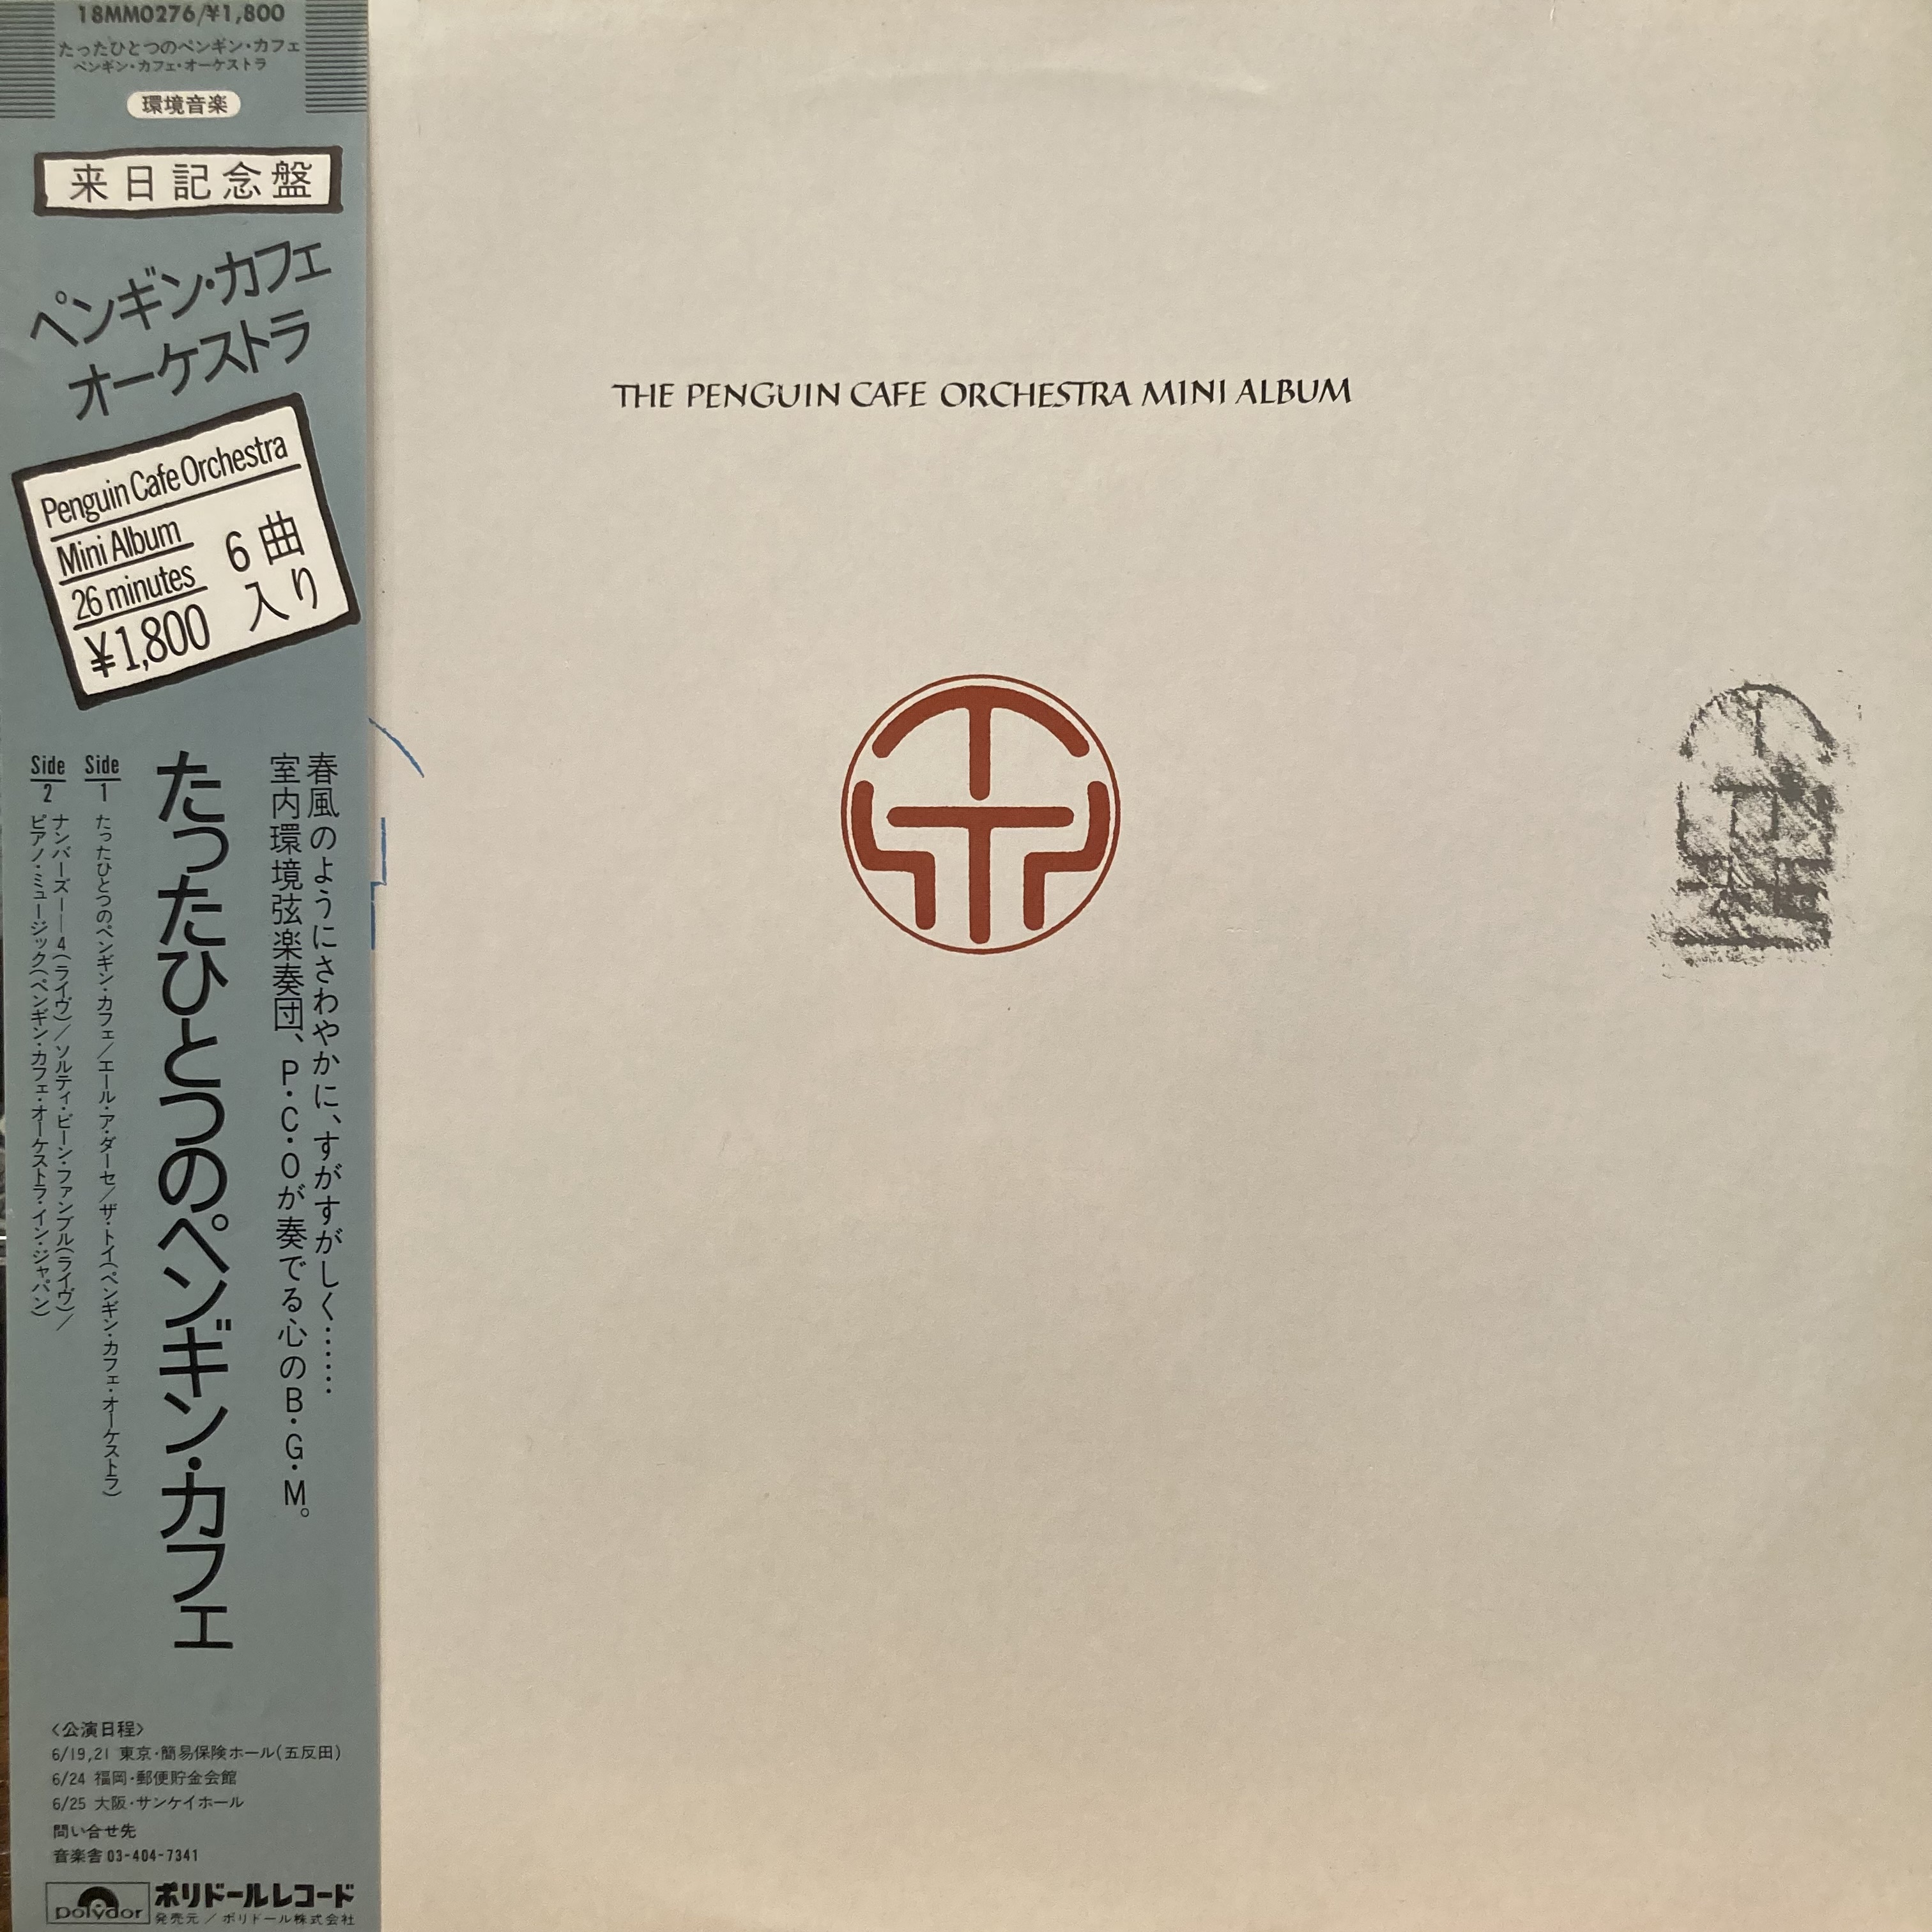 18MM0276/¥1,800
たったひとつのペンギン・カフェ
ペンギン・カフェ・オーケストラ
環境音楽
来日記念盤
ペンギン・カフェ
オーケストラ
Penguin Cafe Orchestra
Mini Album
26 minutes
¥1,800
6曲
入り
春風のようにさわやかに、すがすがしく……
室内環境弦楽奏団、P・C・Oが奏でる心のB・G・M。
たったひとつのペンギン・カフェ
Side 1
たったひとつのペンギン・カフェ／エール・ア・ダーセ／ザ・トイ(ペンギン・カフェ・オーケストラ)
Side 2
ナンバーズ―4(ライヴ)／ソルティ・ビーン・ファンブル(ライヴ)／
ピアノ・ミュージック(ペンギン・カフェ・オーケストラ・イン・ジャパン)
〈公演日程〉
6/19,21 東京・簡易保険ホール(五反田)
6/24 福岡・郵便貯金会館
6/25 大阪・サンケイホール
問い合せ先
音楽舎 03-404-7341
polydor
ポリドールレコード
発売元／ポリドール株式会社
THE PENGUIN CAFE ORCHESTRA MINI ALBUM